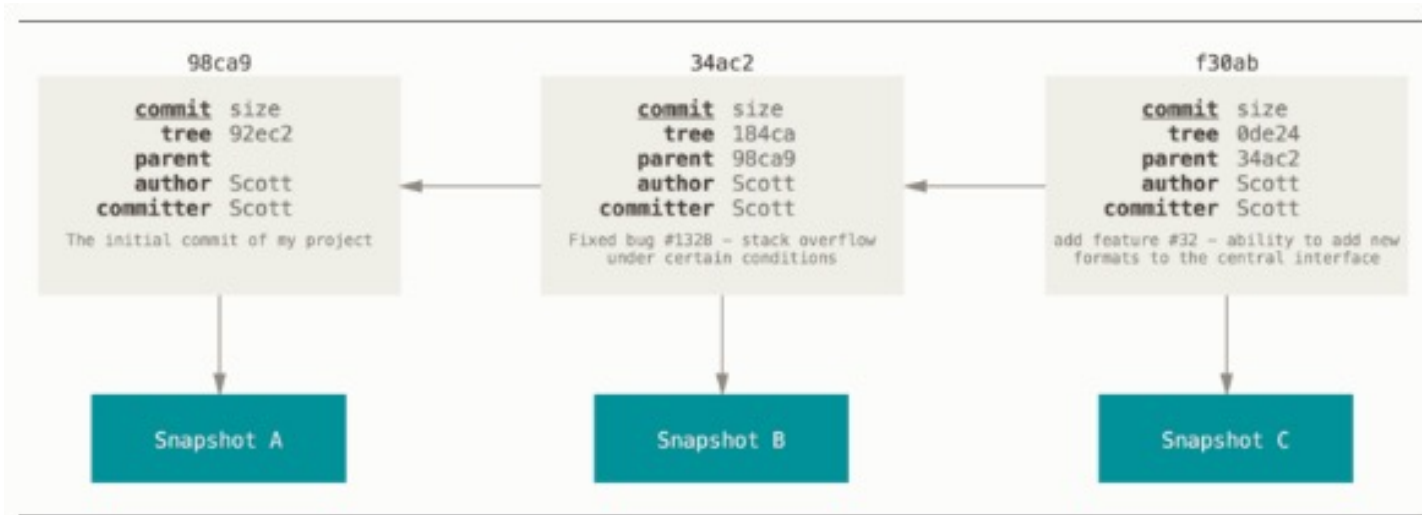 98ca9
commit size
tree 92ec2
parent
author Scott
committer Scott
The initial commit of my project
Snapshot A
34ac2
commit size
tree 184ca
parent 98ca9
author Scott
committer Scott
Fixed bug #1328 – stack overflow
under certain conditions
Snapshot B
f30ab
commit size
tree 0de24
parent 34ac2
author Scott
committer Scott
add feature #32 – ability to add new
formats to the central interface
Snapshot C